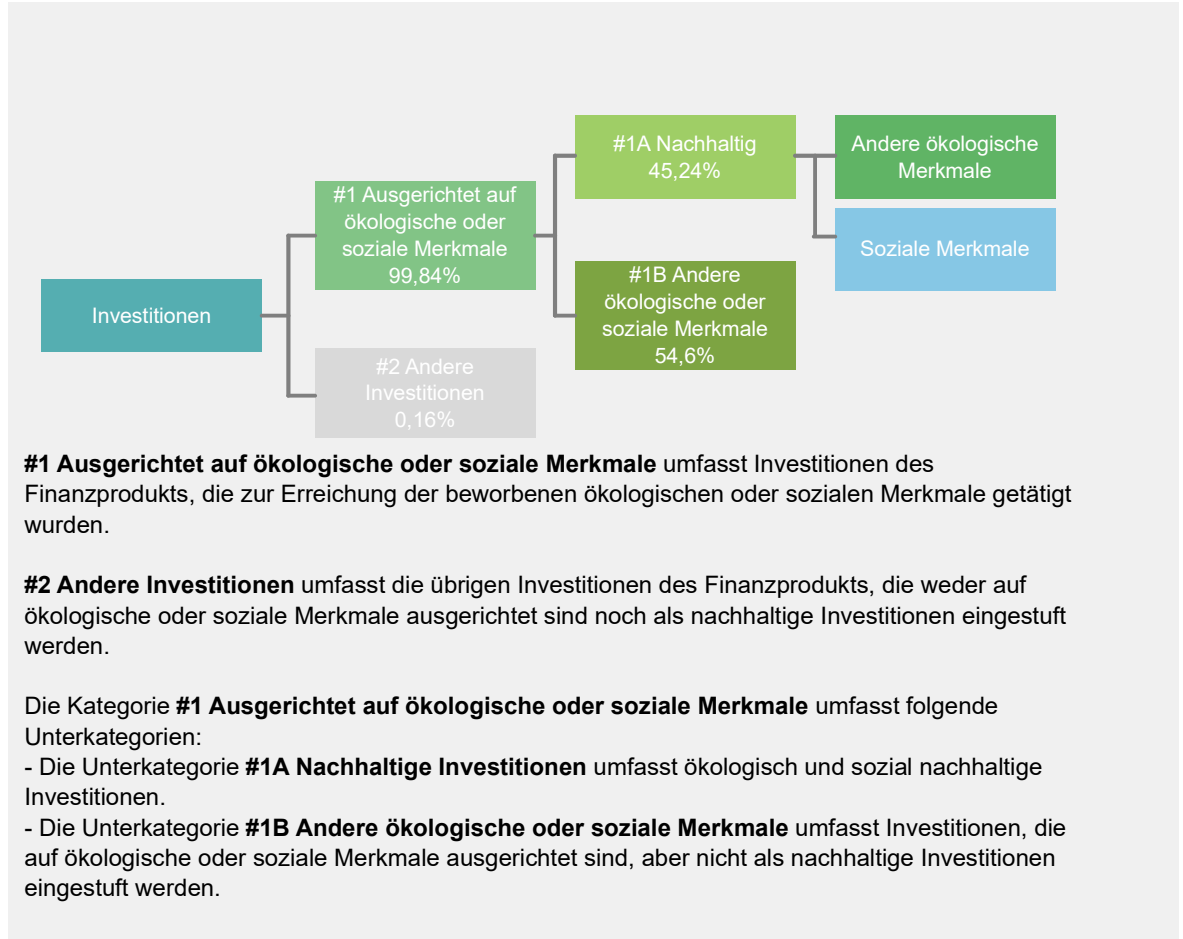 #1A Nachhaltig
45,24%
Andere ökologische
Merkmale
#1 Ausgerichtet auf
ökologische oder
soziale Merkmale
99,84%
Soziale Merkmale
Investitionen
#1B Andere
ökologische oder
soziale Merkmale
54,6%
#2 Andere
Investitionen
0,16%
#1 Ausgerichtet auf ökologische oder soziale Merkmale umfasst Investitionen des
Finanzprodukts, die zur Erreichung der beworbenen ökologischen oder sozialen Merkmale getätigt
wurden.
#2 Andere Investitionen umfasst die übrigen Investitionen des Finanzprodukts, die weder auf
ökologische oder soziale Merkmale ausgerichtet sind noch als nachhaltige Investitionen eingestuft
werden.
Die Kategorie #1 Ausgerichtet auf ökologische oder soziale Merkmale umfasst folgende
Unterkategorien:
- Die Unterkategorie #1A Nachhaltige Investitionen umfasst ökologisch und sozial nachhaltige
Investitionen.
- Die Unterkategorie #1B Andere ökologische oder soziale Merkmale umfasst Investitionen, die
auf ökologische oder soziale Merkmale ausgerichtet sind, aber nicht als nachhaltige Investitionen
eingestuft werden.